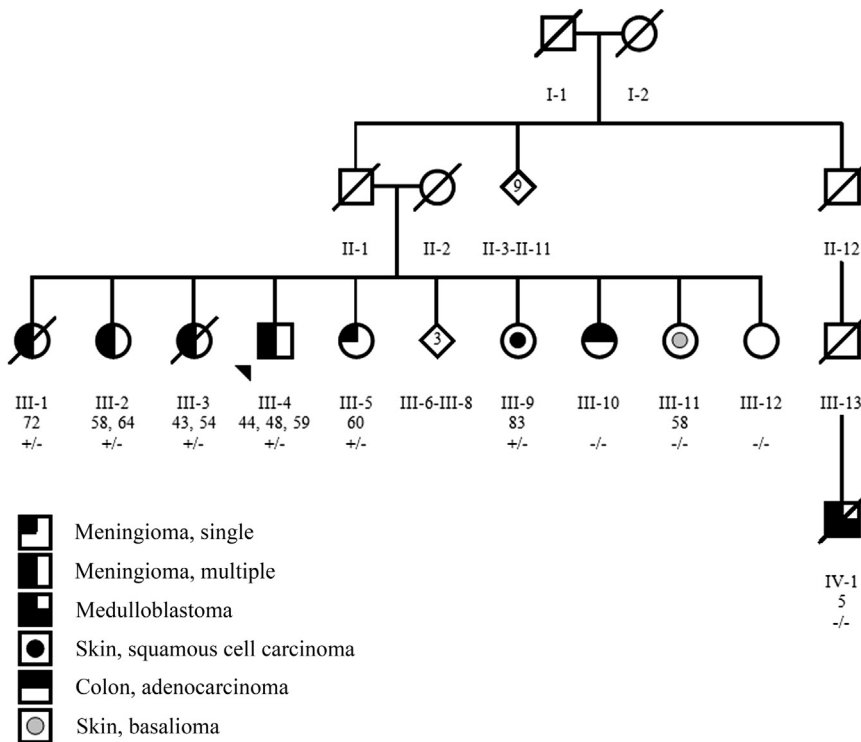 I-1 I-2
9
II-1 II-2 II-3-II-11 II-12
3
III-1 III-2 III-3 III-4 III-5 III-6-III-8 III-9 III-10 III-11 III-12 III-13
72 58, 64 43, 54 44, 48, 59 60 83 58
+/- +/- +/- +/- +/- +/- -/- -/- -/-
Meningioma, single
Meningioma, multiple
Medulloblastoma
Skin, squamous cell carcinoma
Colon, adenocarcinoma
Skin, basalioma
IV-1
5
-/-